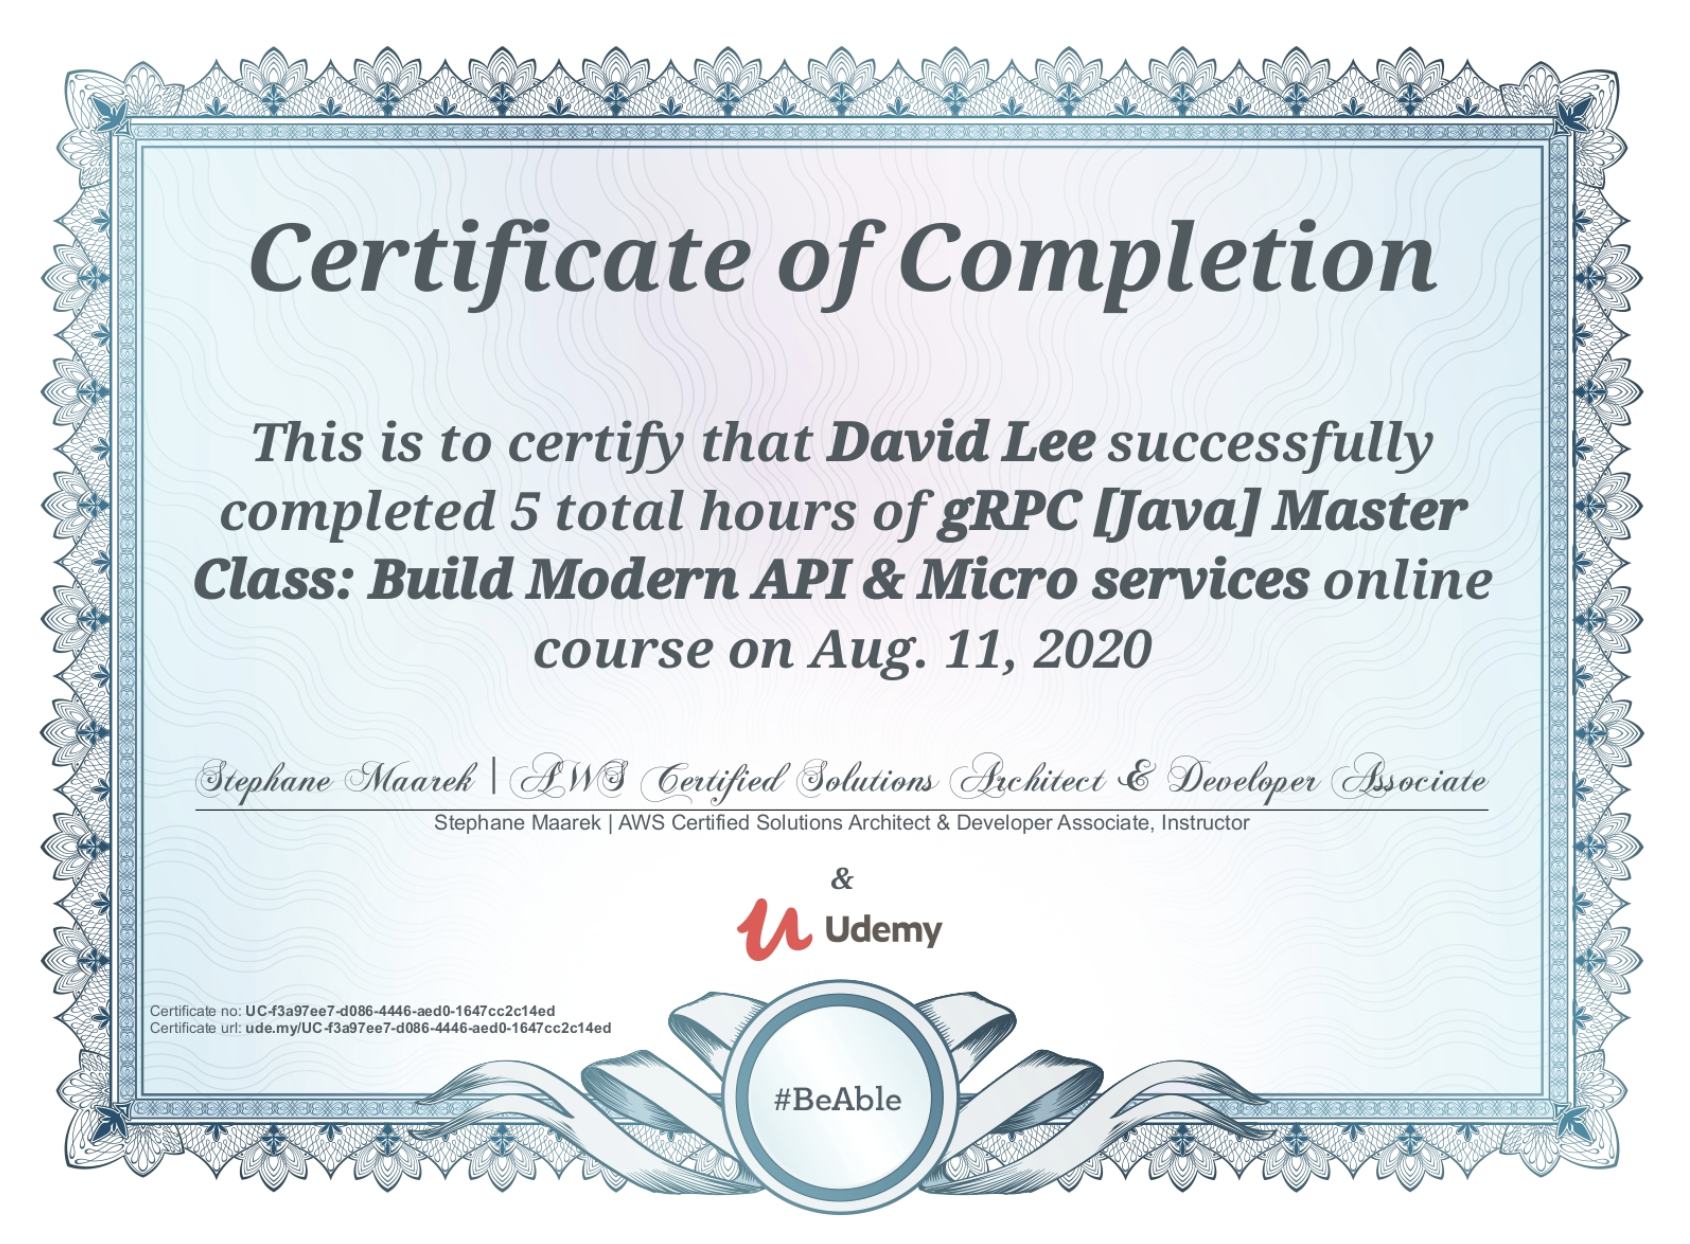 Certificate of Completion
This is to certify that David Lee successfully
completed 5 total hours of gRPC [Java] Master
Class: Build Modern API & Micro services online
course on Aug. 11, 2020
Stephane Maarek | AWS Certified Solutions Architect & Developer Associate
Stephane Maarek | AWS Certified Solutions Architect & Developer Associate, Instructor
&
Udemy
Certificate no: UC-f3a97ee7-d086-4446-aed0-1647cc2c14ed
Certificate url: ude.my/UC-f3a97ee7-d086-4446-aed0-1647cc2c14ed
#BeAble